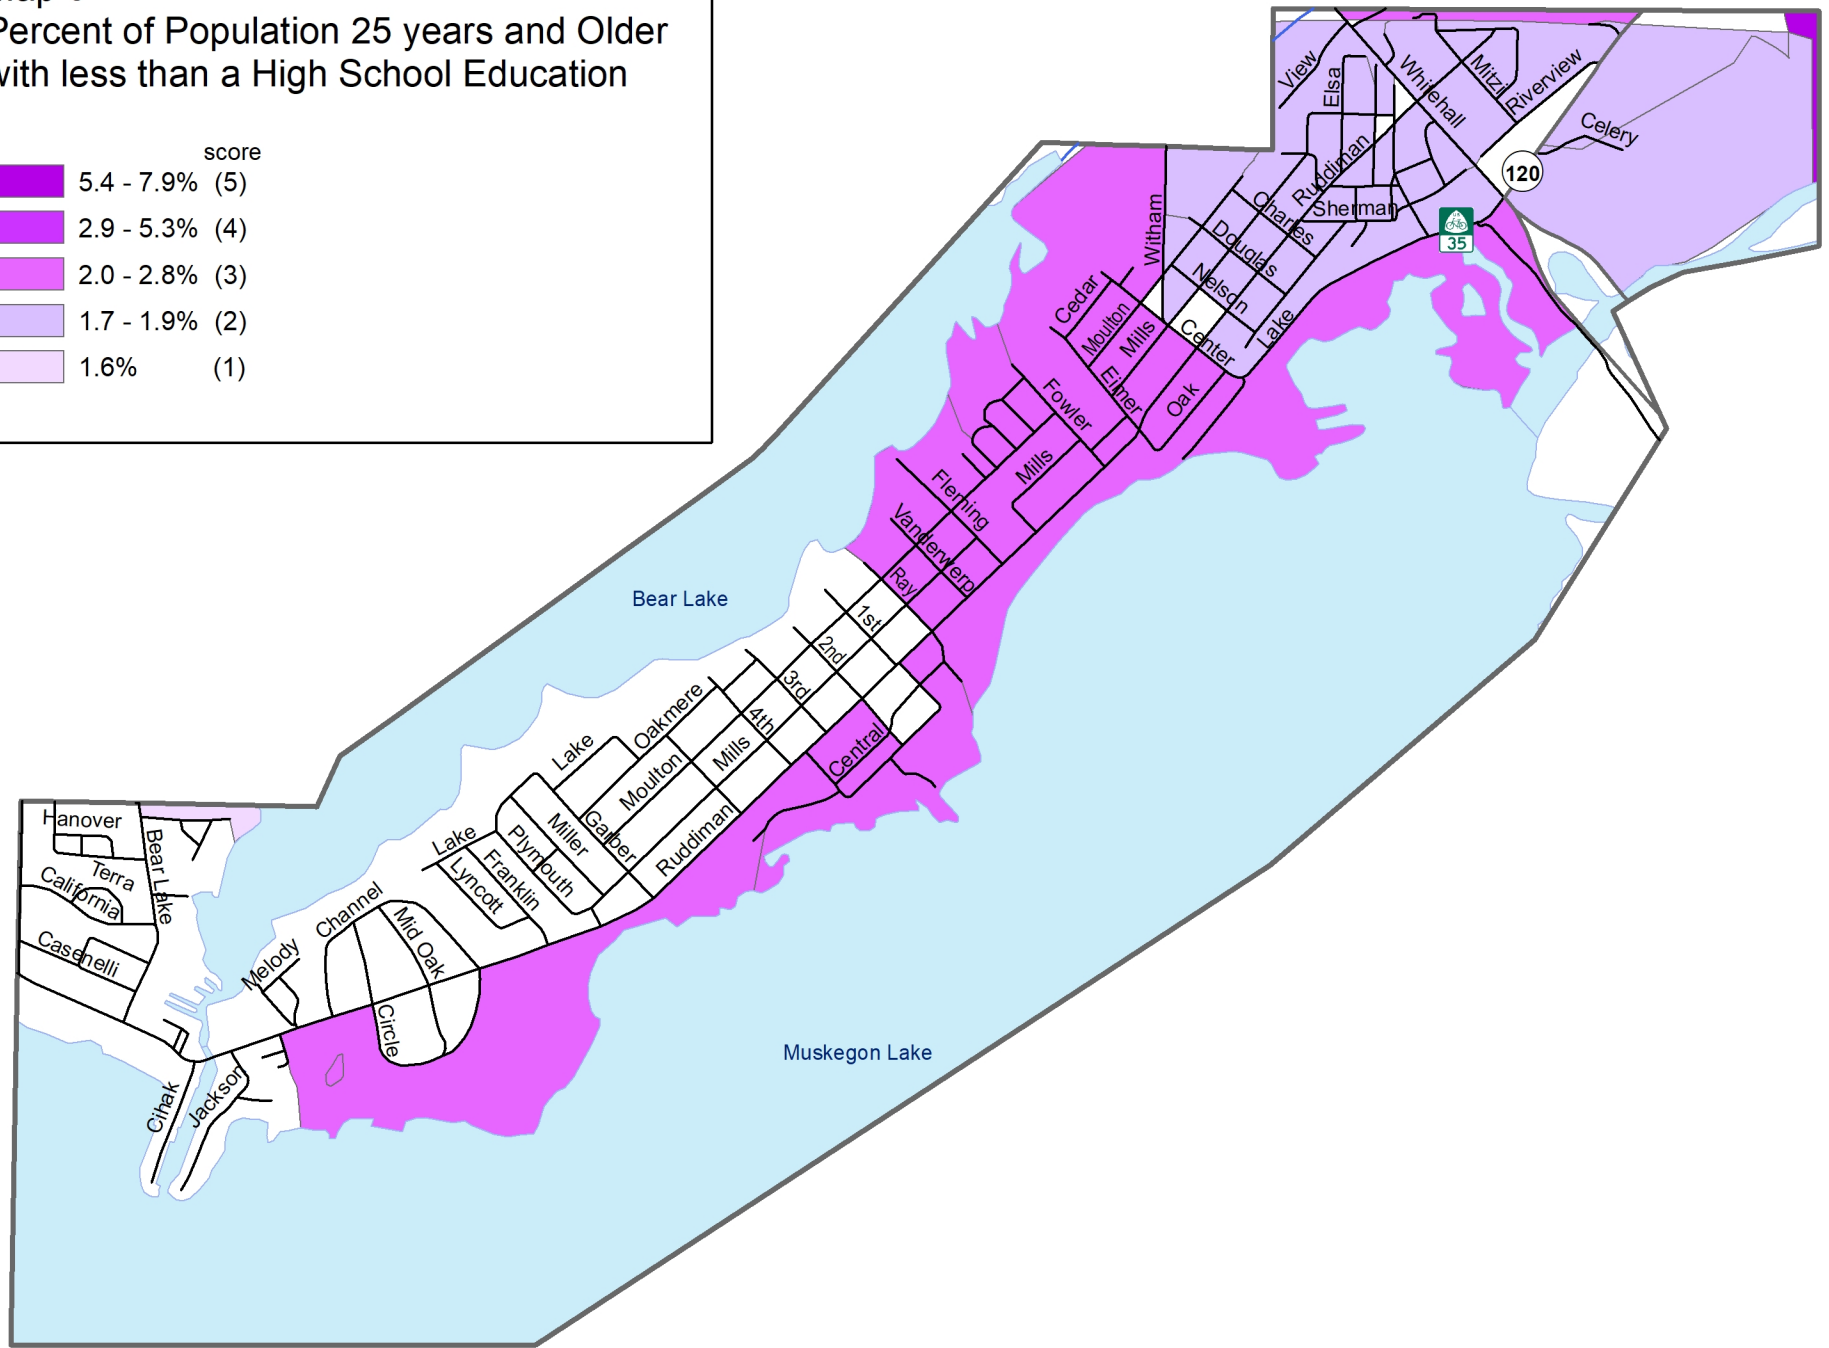 Percent of Population 25 years and Older
with less than a High School Education
score
5.4 - 7.9% (5)
2.9 - 5.3% (4)
2.0 - 2.8% (3)
1.7 - 1.9% (2)
1.6% (1)
View
Elsa
Whitehall
Mitzi
Riverview
Celery
120
Ruddiman
Sherman
35
Charles
Douglas
Nelson
Witham
Center
Lake
Cedar
Moulton
Mills
Eimer
Oak
Fowler
Mills
Fleming
Vanderwerp
Ray
Bear Lake
1st
2nd
3rd
4th
Oakmere
Lake
Moulton
Mills
Central
Garber
Miller
Ruddiman
Plymouth
Lake
Franklin
Lyncott
Channel
Mid Oak
Melody
Circle
Hanover
Bear Lake
Terra
California
Casenelli
Cihak
Jackson
Muskegon Lake